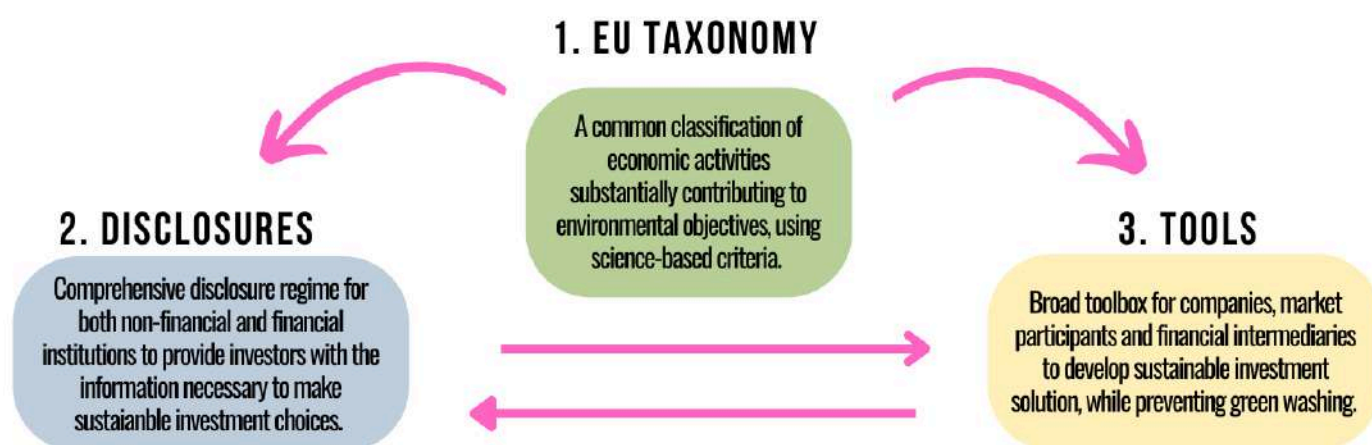 1. EU TAXONOMY
A common classification of
economic activities
substantially contributing to
environmental objectives, using
science-based criteria.
2. DISCLOSURES
Comprehensive disclosure regime for
both non-financial and financial
institutions to provide investors with the
information necessary to make
sustaianble investment choices.
3. TOOLS
Broad toolbox for companies, market
participants and financial intermediaries
to develop sustainable investment
solution, while preventing green washing.